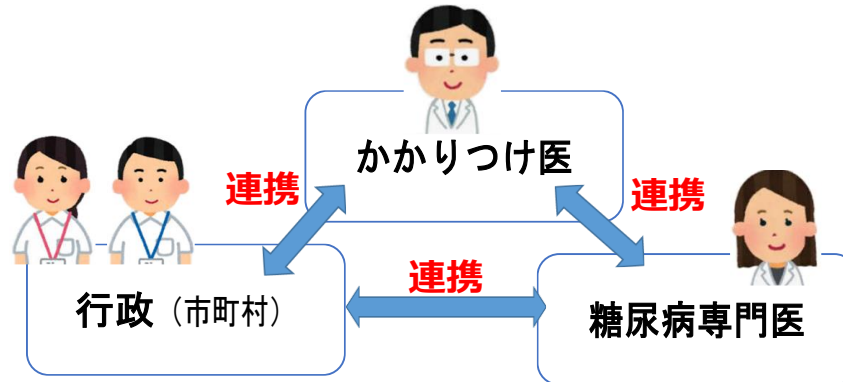 かかりつけ医
連携
連携
連携
行政（市町村）
糖尿病専門医